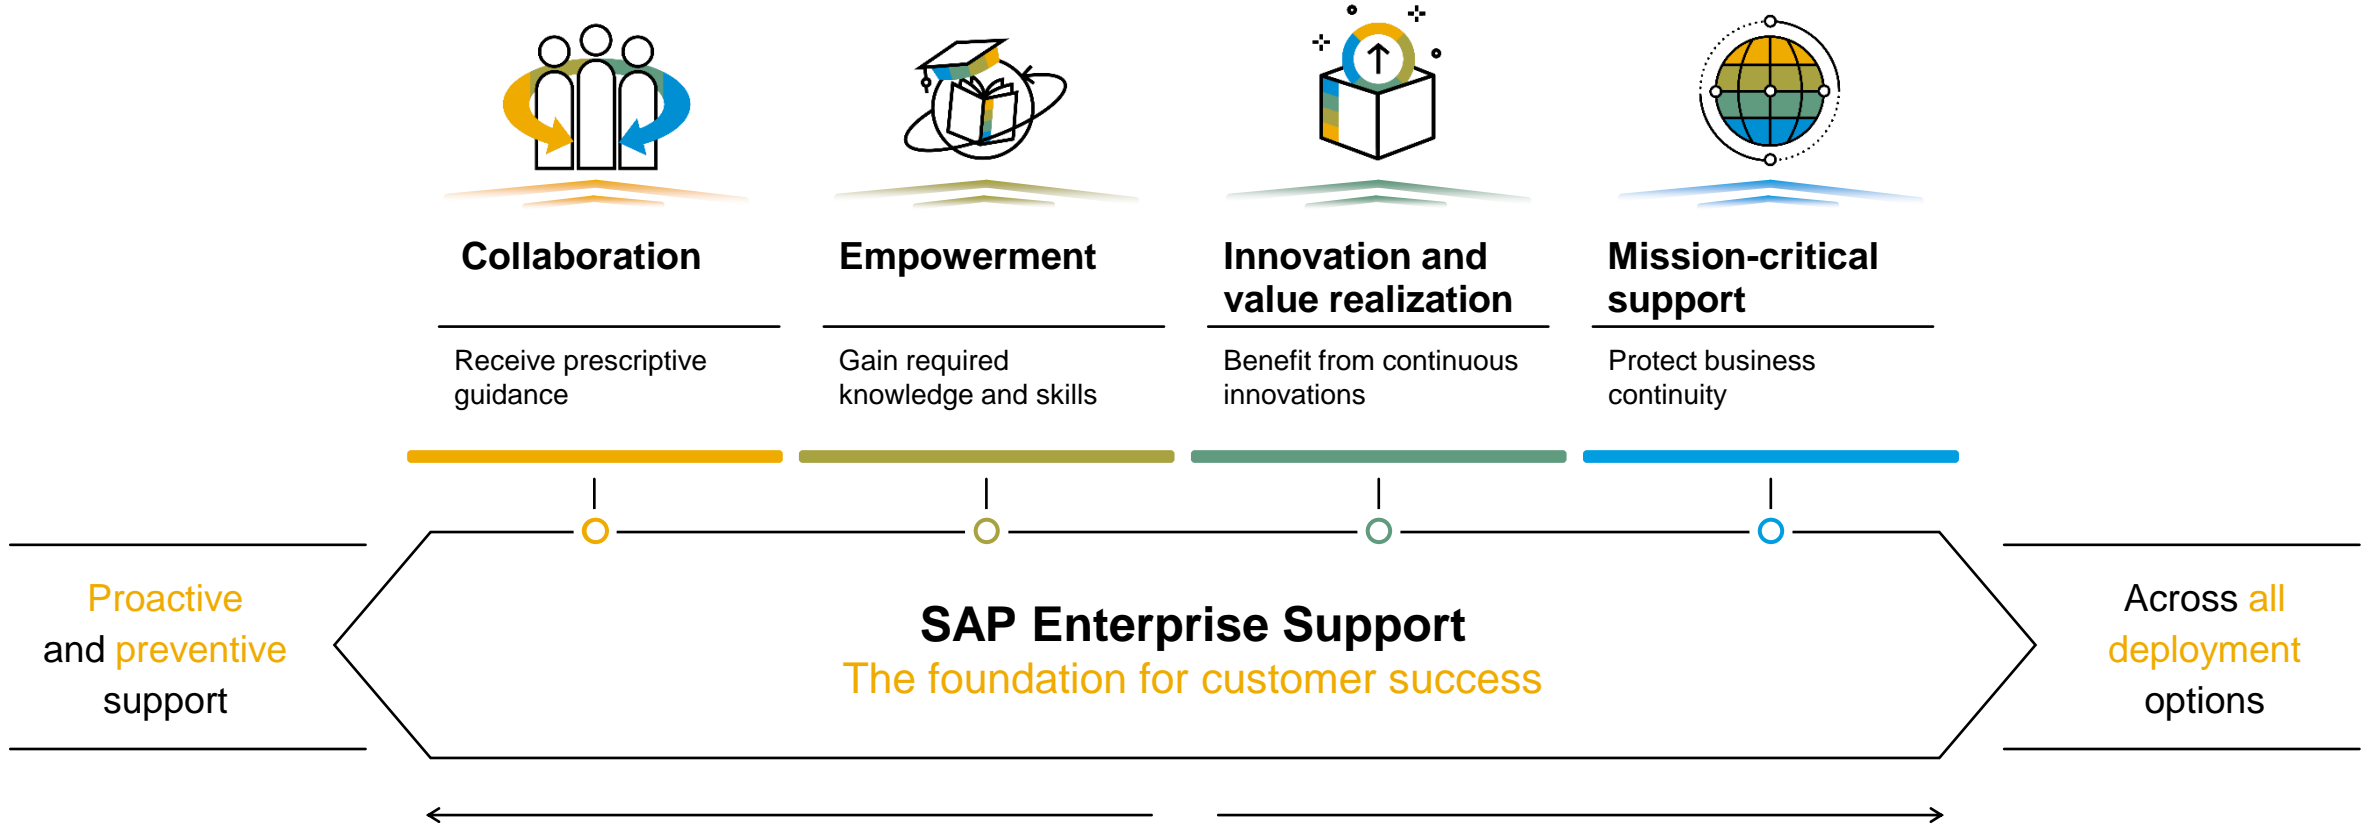 Collaboration
Receive prescriptive
guidance
Empowerment
Gain required
knowledge and skills
Innovation and
value realization
Benefit from continuous
innovations
Mission-critical
support
Protect business
continuity
Proactive
and preventive
support
SAP Enterprise Support
The foundation for customer success
Across all
deployment
options